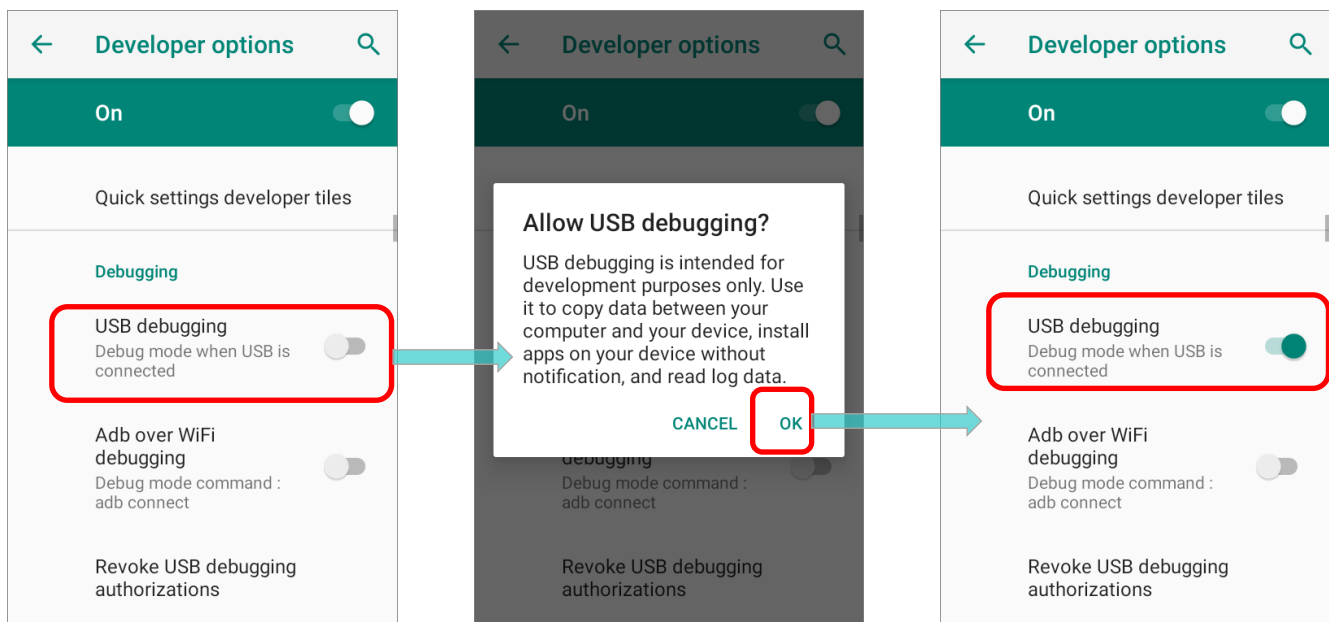 Developer options
On
Quick settings developer tiles
Debugging
USB debugging
Debug mode when USB is
connected
Adb over WiFi
debugging
Debug mode command :
adb connect
Revoke USB debugging
authorizations
Developer options
On
Allow USB debugging?
USB debugging is intended for
development purposes only. Use
it to copy data between your
computer and your device, install
apps on your device without
notification, and read log data.
CANCEL OK
debugging
Debug mode command :
adb connect
Revoke USB debugging
authorizations
Developer options
On
Quick settings developer tiles
Debugging
USB debugging
Debug mode when USB is
connected
Adb over WiFi
debugging
Debug mode command :
adb connect
Revoke USB debugging
authorizations